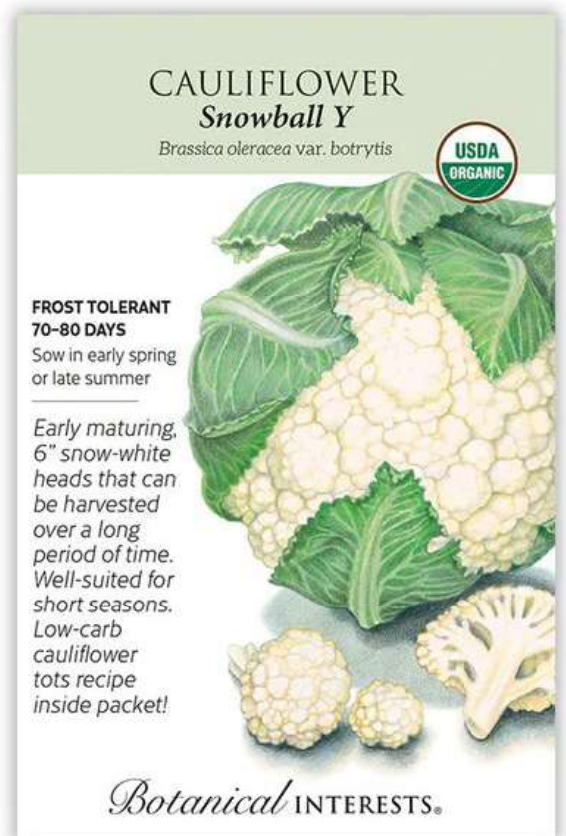 CAULIFLOWER
Snowball Y
Brassica oleracea var. botrytis
USDA
ORGANIC
FROST TOLERANT
70–80 DAYS
Sow in early spring
or late summer
Early maturing,
6" snow-white
heads that can
be harvested
over a long
period of time.
Well-suited for
short seasons.
Low-carb
cauliflower
tots recipe
inside packet!
Botanical INTERESTS®